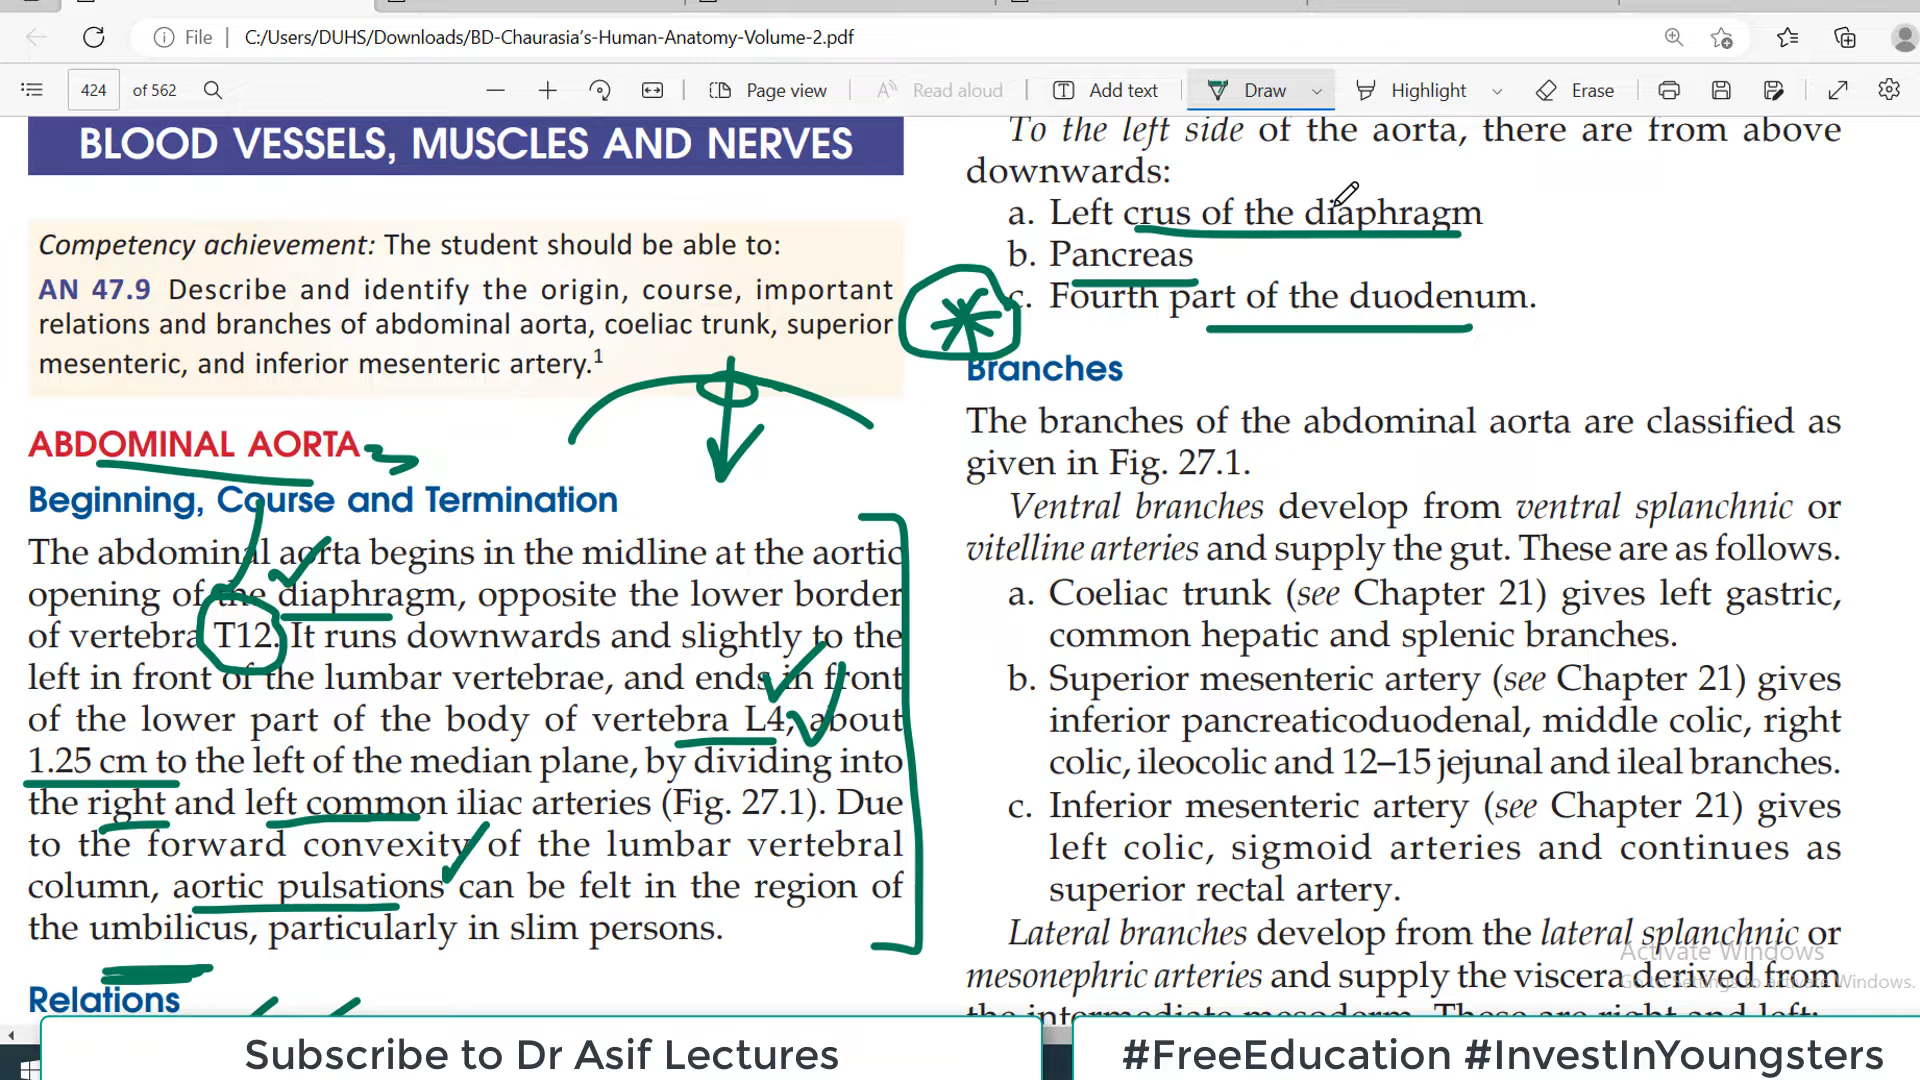 File
C:/Users/DUHS/Downloads/BD-Chaurasia's-Human-Anatomy-Volume-2.pdf
424 of 562
Page view
Read aloud
Add text
Draw
Highlight
Erase
BLOOD VESSELS, MUSCLES AND NERVES
Competency achievement: The student should be able to:
AN 47.9 Describe and identify the origin, course, important
relations and branches of abdominal aorta, coeliac trunk, superior
mesenteric, and inferior mesenteric artery.1
ABDOMINAL AORTA
Beginning, Course and Termination
The abdominal aorta begins in the midline at the aortic
opening of the diaphragm, opposite the lower border
of vertebra T12. It runs downwards and slightly to the
left in front of the lumbar vertebrae, and ends in front
of the lower part of the body of vertebra L4, about
1.25 cm to the left of the median plane, by dividing into
the right and left common iliac arteries (Fig. 27.1). Due
to the forward convexity of the lumbar vertebral
column, aortic pulsations can be felt in the region of
the umbilicus, particularly in slim persons.
Relations
To the left side of the aorta, there are from above
downwards:
a. Left crus of the diaphragm
b. Pancreas
c. Fourth part of the duodenum.
Branches
The branches of the abdominal aorta are classified as
given in Fig. 27.1.
Ventral branches develop from ventral splanchnic or
vitelline arteries and supply the gut. These are as follows.
a. Coeliac trunk (see Chapter 21) gives left gastric,
common hepatic and splenic branches.
b. Superior mesenteric artery (see Chapter 21) gives
inferior pancreaticoduodenal, middle colic, right
colic, ileocolic and 12–15 jejunal and ileal branches.
c. Inferior mesenteric artery (see Chapter 21) gives
left colic, sigmoid arteries and continues as
superior rectal artery.
Lateral branches develop from the lateral splanchnic or
mesonephric arteries and supply the viscera derived from
the intermediate mesoderm. These are right and left:
Activate Windows
Go to Settings to activate Windows.
Subscribe to Dr Asif Lectures
#FreeEducation #InvestInYoungsters